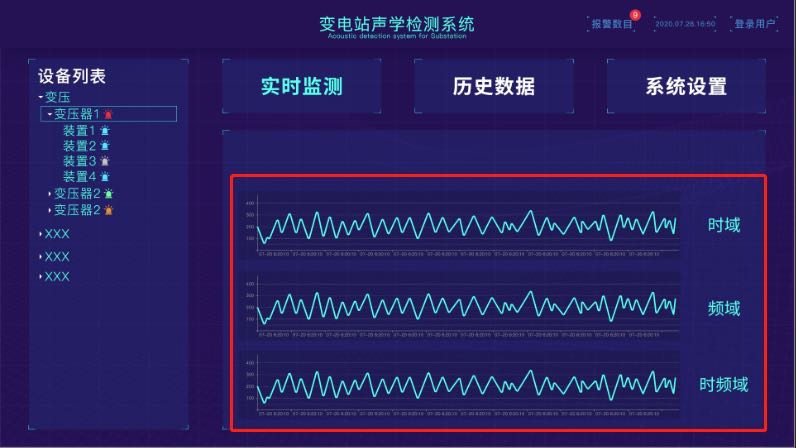 变电站声学检测系统
Acoustic detection system for Substation
报警数目
9
2020.07.28.16:50
登录用户
设备列表
变压
变压器1
装置1
装置2
装置3
装置4
变压器2
变压器2
XXX
XXX
XXX
实时监测
历史数据
系统设置
400
300
200
100
时域
400
300
200
100
频域
400
300
200
100
时频域